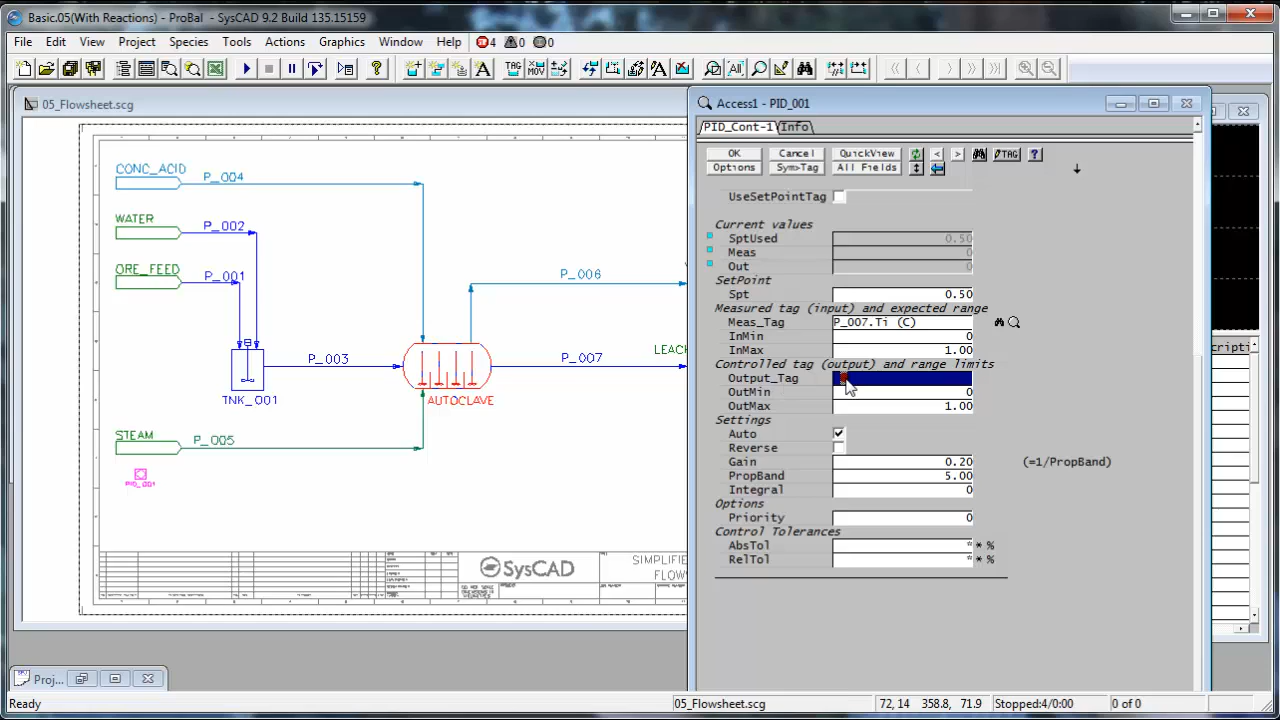 Basic.05(With Reactions) - ProBal - SysCAD 9.2 Build 135.15159
File Edit View Project Species Tools Actions Graphics Window Help 4 0 0
05_Flowsheet.scg
CONC_ACID
P_004
WATER
P_002
ORE_FEED
P_001
P_006
P_003
P_007
LEACH
TNK_001
AUTOCLAVE
STEAM
P_005
PID_001
SysCAD
SIMPLIFIE
FLOW
Access1 - PID_001
PID_Cont-1 Info
OK Cancel QuickView < > TAG ?
Options Sym>Tag All Fields
UseSetPointTag
Current values
SptUsed 0.50
Meas 0
Out 0
SetPoint
Spt 0.50
Measured tag (input) and expected range
Meas_Tag P_007.Ti (C)
InMin 0
InMax 1.00
Controlled tag (output) and range limits
Output_Tag
OutMin 0
OutMax 1.00
Settings
Auto
Reverse
Gain 0.20 (=1/PropBand)
PropBand 5.00
Integral 0
Options
Priority 0
Control Tolerances
AbsTol * * %
RelTol * * %
cripti
Proj...
Ready 05_Flowsheet.scg 72, 14 358.8, 71.9 Stopped:4/0:00 0 of 0